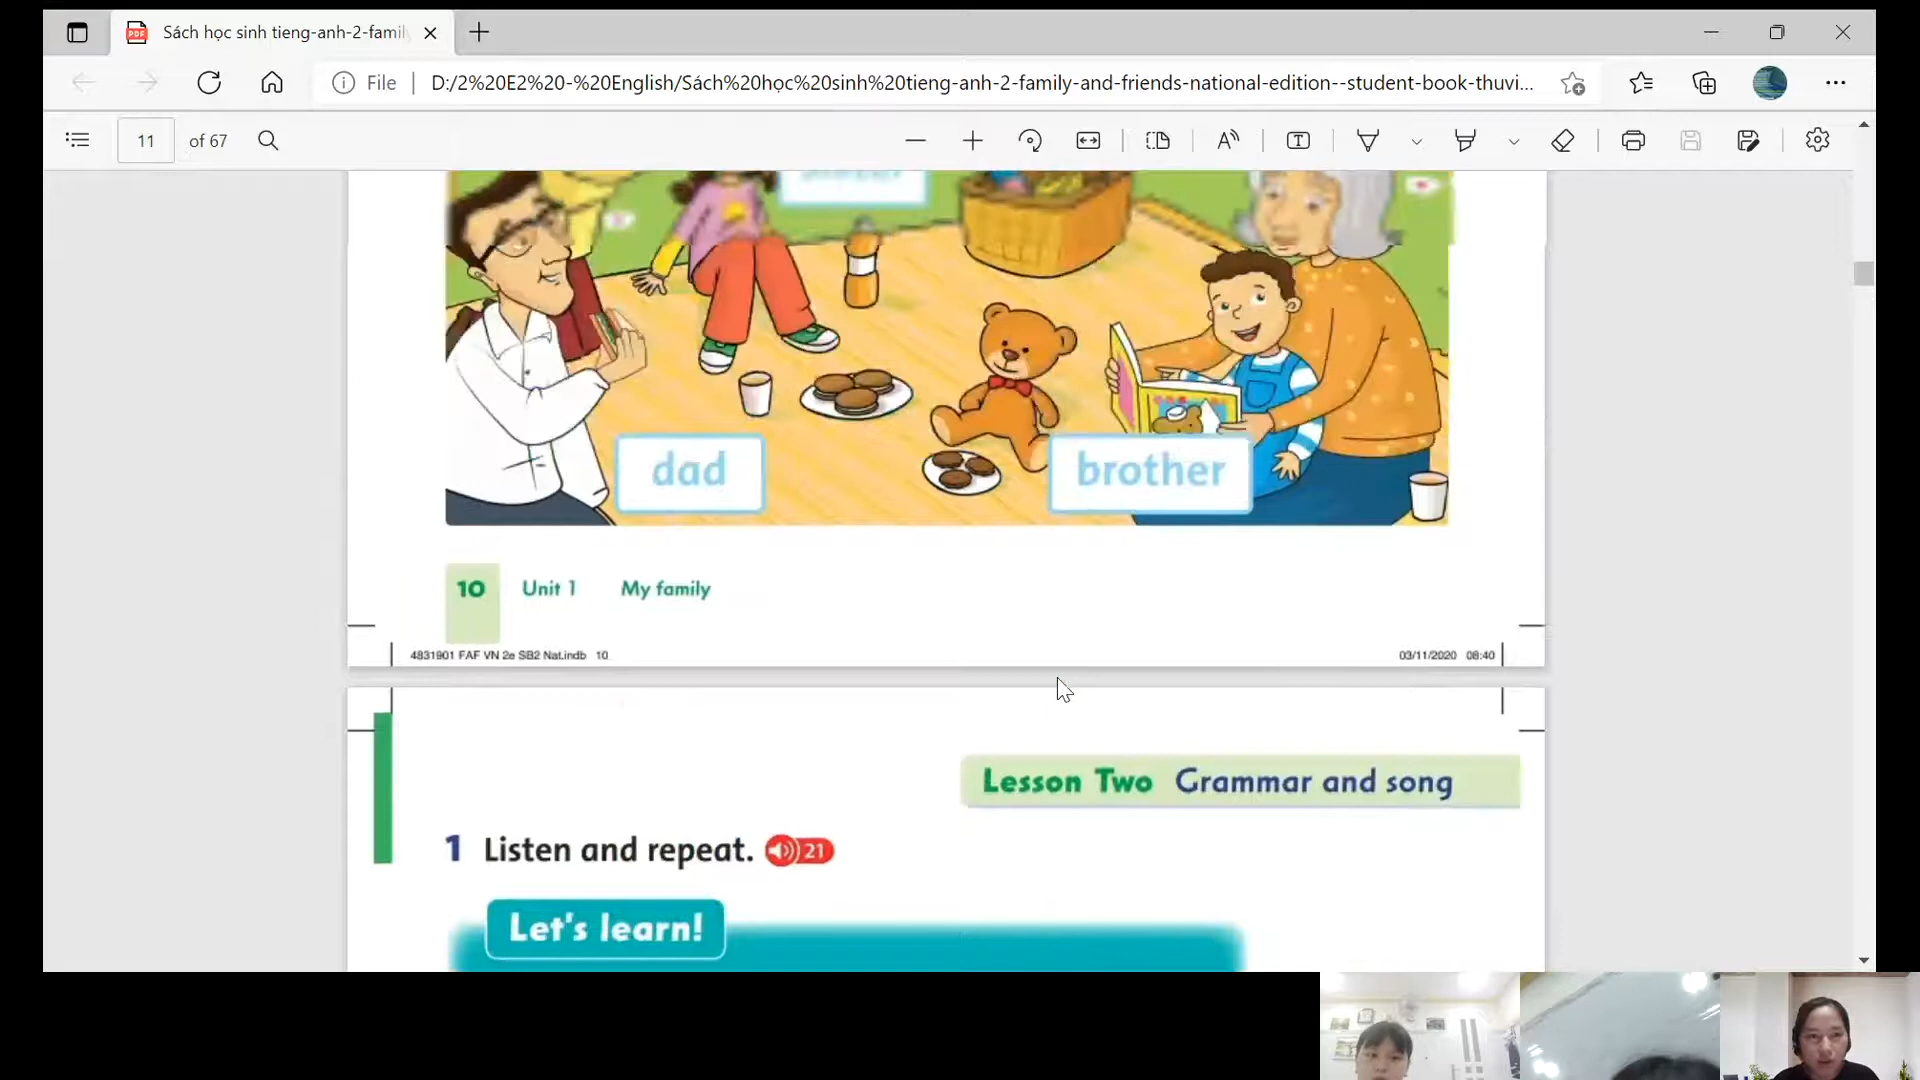 Sách học sinh tieng-anh-2-famil
File
D:/2%20E2%20-%20English/Sách%20học%20sinh%20tieng-anh-2-family-and-friends-national-edition--student-book-thuvi...
11 of 67
dad
brother
10 Unit 1 My family
4831901 FAF VN 2e SB2 Nat.indb 10
03/11/2020 08:40
Lesson Two Grammar and song
1 Listen and repeat. 21
Let's learn!